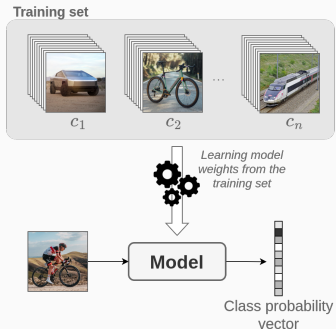 Training set
...
c1 c2 cn
Learning model
weights from the
training set
Model
Class probability
vector